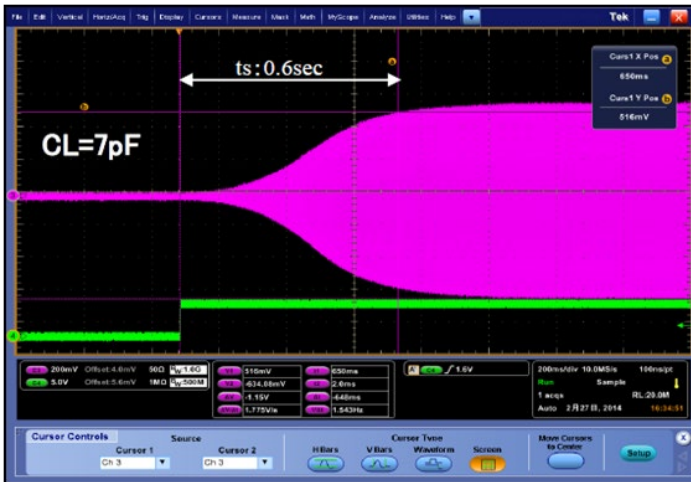 File Edit Vertical Horiz/Acq Trig Display Cursors Measure Mask Math MyScope Analyze Utilities Help
Tek
Curs1 X Pos a
650ms
Curs1 Y Pos b
516mV
ts:0.6sec
a
b
CL=7pF
200mV Offset:4.0mV 50Ω BW:1.0G
5.0V Offset:5.6mV 1MΩ BW:500M
516mV
-634.08mV
-1.15V
1.775V/s
650ms
2.0ms
-648ms
1.543Hz
1.6V
200ms/div 10.0MS/s 100ns/pt
Run Sample
1 acqs RL:20.0M
Auto 2月27日, 2014 16:34:51
Cursor Controls
Source
Cursor 1 Cursor 2
Ch 3 Ch 3
Cursor Type
H Bars V Bars Waveform Screen
Move Cursors
to Center
Setup
X